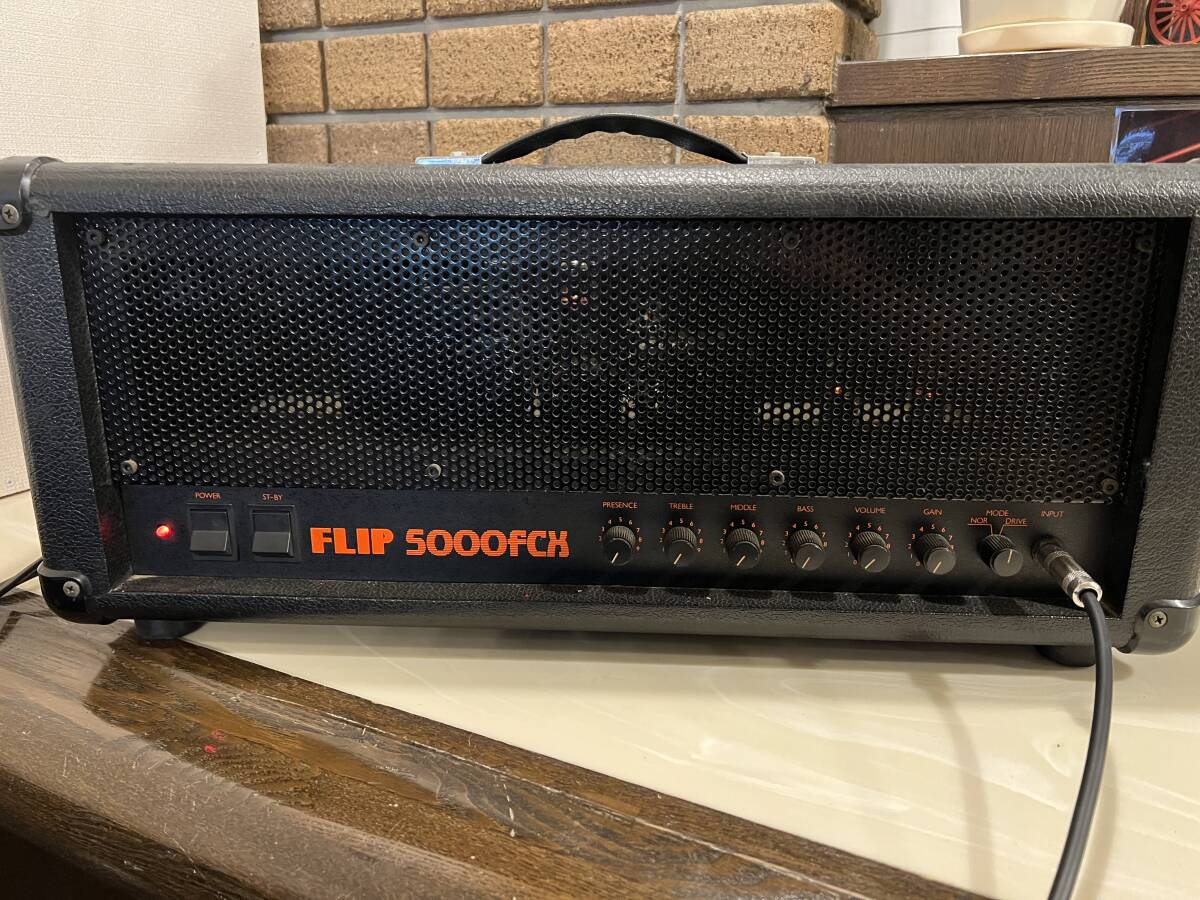 POWER ST-BY
FLIP 5000FCX
PRESENCE TREBLE MIDDLE BASS VOLUME GAIN MODE INPUT
NOR DRIVE